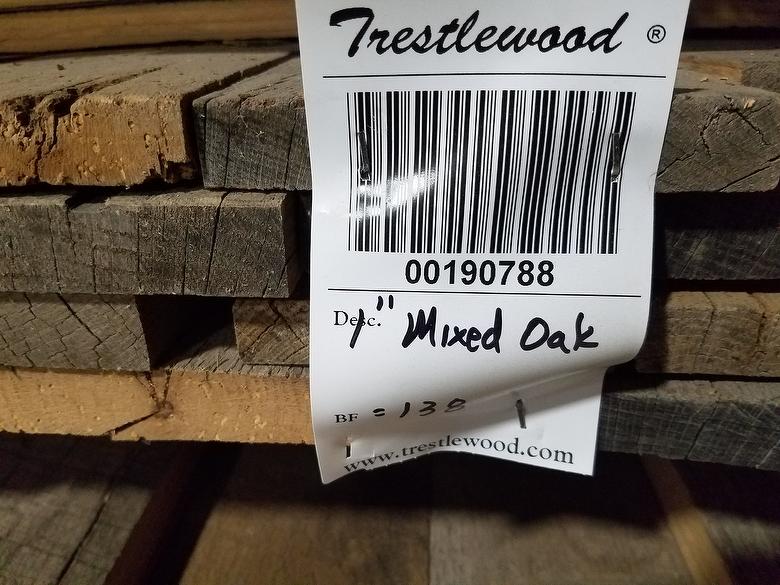 Trestlewood ®
00190788
Desc. 1" Mixed Oak
BF = 138
www.trestlewood.com